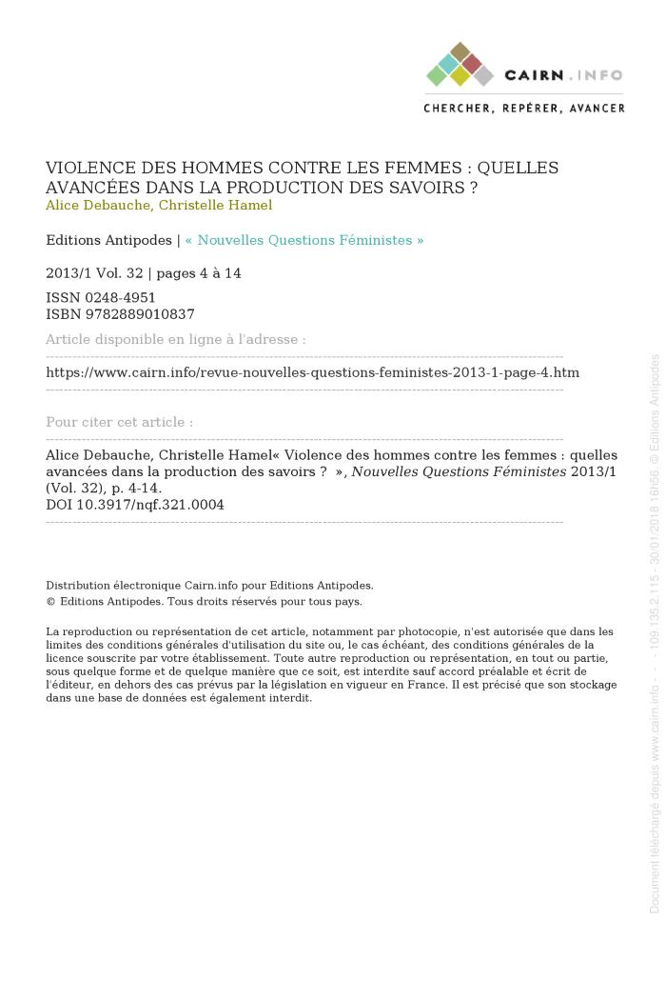 CAIRN.INFO
CHERCHER, REPÉRER, AVANCER
VIOLENCE DES HOMMES CONTRE LES FEMMES : QUELLES
AVANCÉES DANS LA PRODUCTION DES SAVOIRS ?
Alice Debauche, Christelle Hamel
Editions Antipodes | « Nouvelles Questions Féministes »
2013/1 Vol. 32 | pages 4 à 14
ISSN 0248-4951
ISBN 9782889010837
Article disponible en ligne à l'adresse :
--------------------------------------------------------------------------------------------------------------------
https://www.cairn.info/revue-nouvelles-questions-feministes-2013-1-page-4.htm
--------------------------------------------------------------------------------------------------------------------
Pour citer cet article :
--------------------------------------------------------------------------------------------------------------------
Alice Debauche, Christelle Hamel« Violence des hommes contre les femmes : quelles
avancées dans la production des savoirs ?  », Nouvelles Questions Féministes 2013/1
(Vol. 32), p. 4-14.
DOI 10.3917/nqf.321.0004
--------------------------------------------------------------------------------------------------------------------
Distribution électronique Cairn.info pour Editions Antipodes.
© Editions Antipodes. Tous droits réservés pour tous pays.
La reproduction ou représentation de cet article, notamment par photocopie, n'est autorisée que dans les
limites des conditions générales d'utilisation du site ou, le cas échéant, des conditions générales de la
licence souscrite par votre établissement. Toute autre reproduction ou représentation, en tout ou partie,
sous quelque forme et de quelque manière que ce soit, est interdite sauf accord préalable et écrit de
l'éditeur, en dehors des cas prévus par la législation en vigueur en France. Il est précisé que son stockage
dans une base de données est également interdit.
Document téléchargé depuis www.cairn.info - - - 109.135.2.115 - 30/01/2018 16h56. © Editions Antipodes